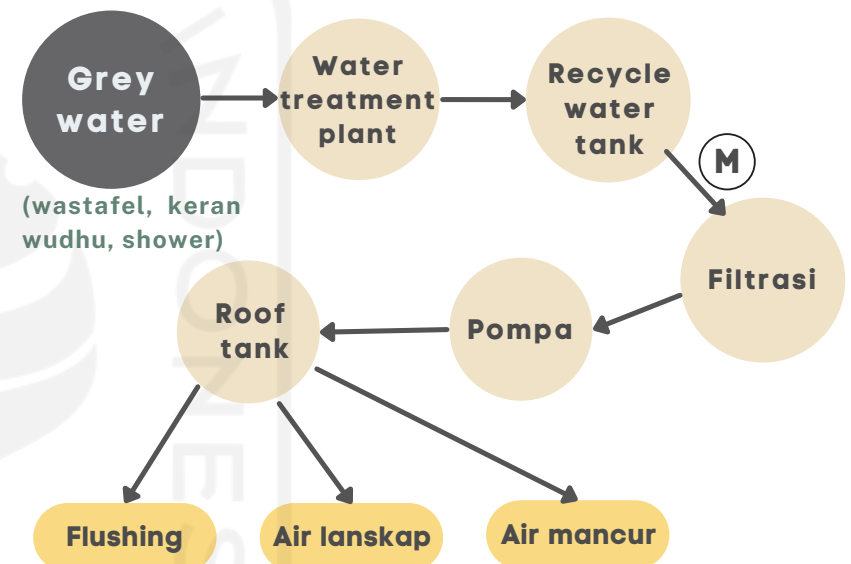 Grey
water
Water
treatment
plant
Recycle
water
tank
M
(wastafel, keran
wudhu, shower)
Filtrasi
Pompa
Roof
tank
Flushing
Air lanskap
Air mancur
INDONES